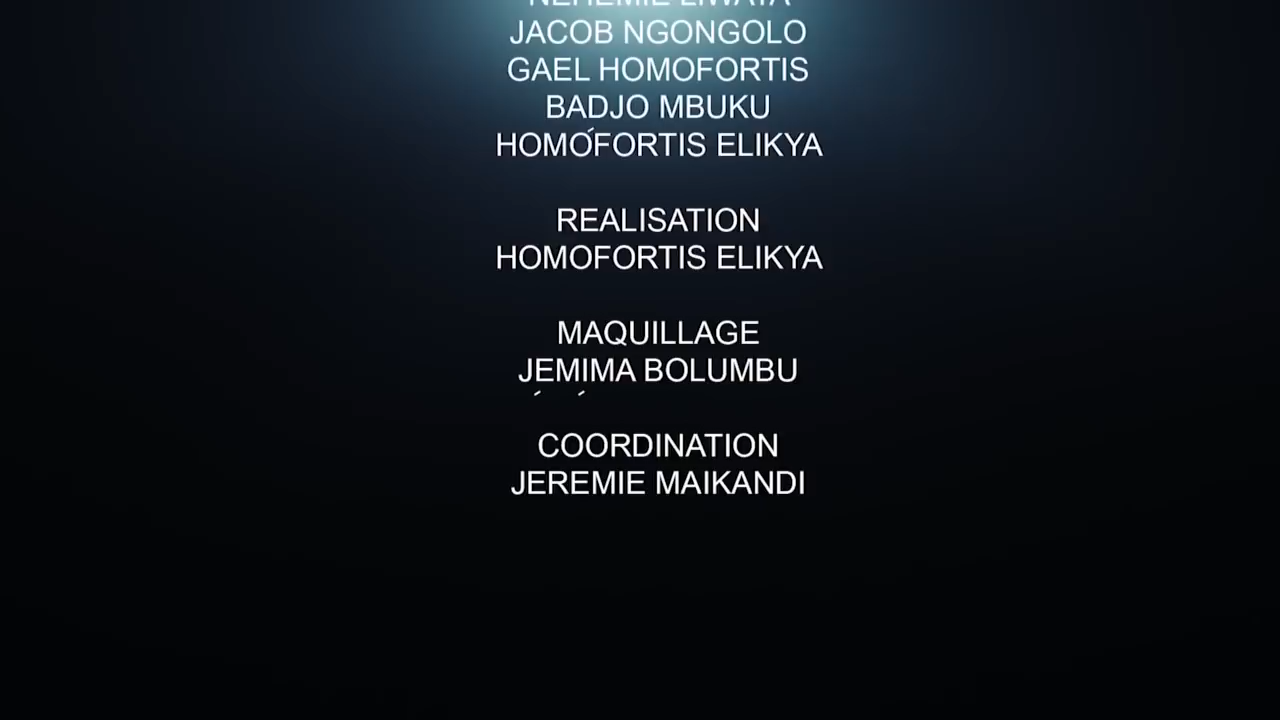 JACOB NGONGOLO
GAEL HOMOFORTIS
BADJO MBUKU
HOMOFORTIS ELIKYA
REALISATION
HOMOFORTIS ELIKYA
MAQUILLAGE
JEMIMA BOLUMBU
COORDINATION
JEREMIE MAIKANDI